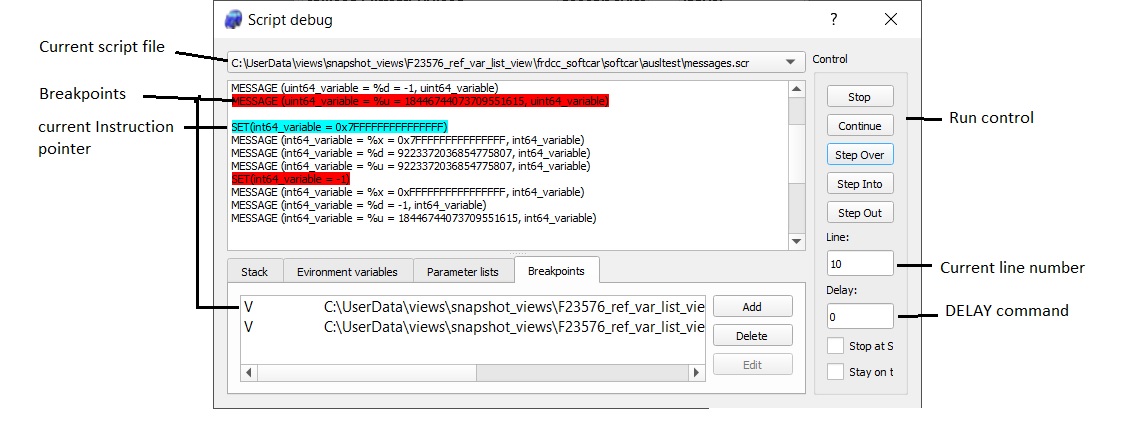 Script debug
?
Current script file
C:\UserData\views\snapshot_views\F23576_ref_var_list_view\frdcc_softcar\softcar\ausltest\messages.scr
Control
Breakpoints
MESSAGE (uint64_variable = %d = -1, uint64_variable)
MESSAGE (uint64_variable = %u = 18446744073709551615, uint64_variable)
current Instruction
pointer
SET(int64_variable = 0x7FFFFFFFFFFFFFFF)
MESSAGE (int64_variable = %x = 0x7FFFFFFFFFFFFFFF, int64_variable)
MESSAGE (int64_variable = %d = 9223372036854775807, int64_variable)
MESSAGE (int64_variable = %u = 9223372036854775807, int64_variable)
SET(int64_variable = -1)
MESSAGE (int64_variable = %x = 0xFFFFFFFFFFFFFFFF, int64_variable)
MESSAGE (int64_variable = %d = -1, int64_variable)
MESSAGE (int64_variable = %u = 18446744073709551615, int64_variable)
Stop
Continue
Step Over
Step Into
Step Out
Run control
Line:
10
Current line number
Delay:
0
DELAY command
Stop at S
Stay on t
Stack
Evironment variables
Parameter lists
Breakpoints
V C:\UserData\views\snapshot_views\F23576_ref_var_list_vie
V C:\UserData\views\snapshot_views\F23576_ref_var_list_vie
Add
Delete
Edit